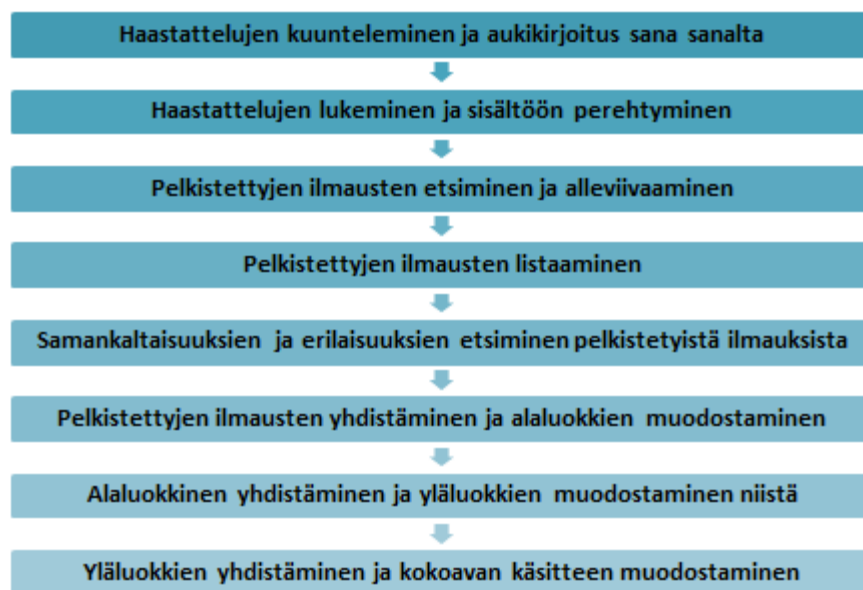 Haastattelujen kuunteleminen ja aukikirjoitus sana sanalta
Haastattelujen lukeminen ja sisältöön perehtyminen
Pelkistettyjen ilmausten etsiminen ja alleviivaaminen
Pelkistettyjen ilmausten listaaminen
Samankaltaisuuksien ja erilaisuuksien etsiminen pelkistetyistä ilmauksista
Pelkistettyjen ilmausten yhdistäminen ja alaluokkien muodostaminen
Alaluokkinen yhdistäminen ja yläluokkien muodostaminen niistä
Yläluokkien yhdistäminen ja kokoavan käsitteen muodostaminen